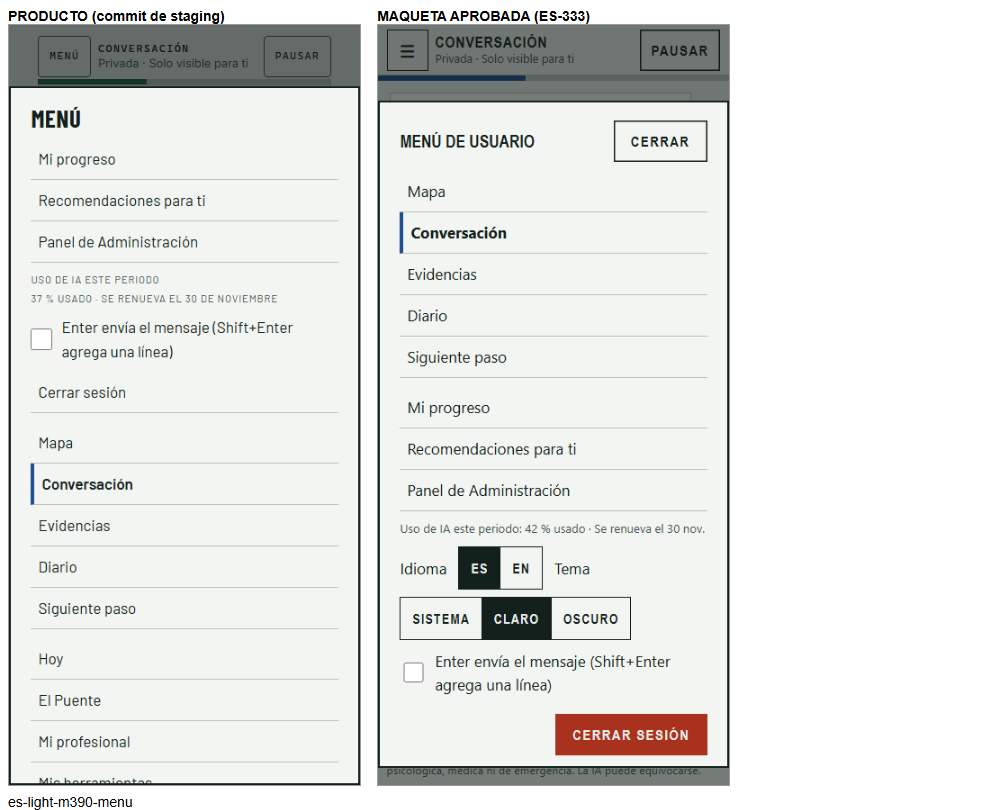 PRODUCTO (commit de staging)
MENÚ
CONVERSACIÓN
Privada · Solo visible para ti
PAUSAR
MENÚ
Mi progreso
Recomendaciones para ti
Panel de Administración
USO DE IA ESTE PERIODO
37 % USADO · SE RENUEVA EL 30 DE NOVIEMBRE
Enter envía el mensaje (Shift+Enter
agrega una línea)
Cerrar sesión
Mapa
Conversación
Evidencias
Diario
Siguiente paso
Hoy
El Puente
Mi profesional
Mis herramientas
MAQUETA APROBADA (ES-333)
CONVERSACIÓN
Privada · Solo visible para ti
PAUSAR
MENÚ DE USUARIO
CERRAR
Mapa
Conversación
Evidencias
Diario
Siguiente paso
Mi progreso
Recomendaciones para ti
Panel de Administración
Uso de IA este periodo: 42 % usado · Se renueva el 30 nov.
Idioma ES EN Tema
SISTEMA CLARO OSCURO
Enter envía el mensaje (Shift+Enter
agrega una línea)
CERRAR SESIÓN
psicológica, médica ni de emergencia. La IA puede equivocarse.
es-light-m390-menu